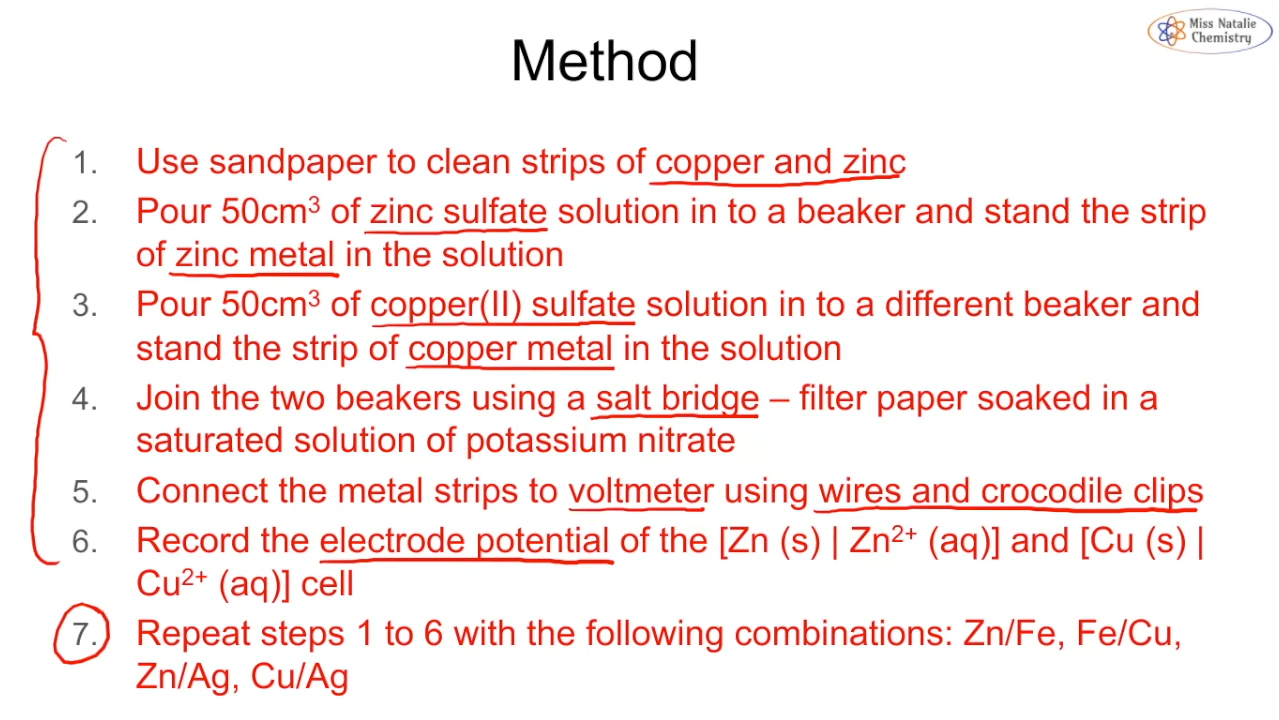 Miss Natalie
Chemistry
Method
1. Use sandpaper to clean strips of copper and zinc
2. Pour 50cm³ of zinc sulfate solution in to a beaker and stand the strip
of zinc metal in the solution
3. Pour 50cm³ of copper(II) sulfate solution in to a different beaker and
stand the strip of copper metal in the solution
4. Join the two beakers using a salt bridge – filter paper soaked in a
saturated solution of potassium nitrate
5. Connect the metal strips to voltmeter using wires and crocodile clips
6. Record the electrode potential of the [Zn (s) | Zn²⁺ (aq)] and [Cu (s) |
Cu²⁺ (aq)] cell
7. Repeat steps 1 to 6 with the following combinations: Zn/Fe, Fe/Cu,
Zn/Ag, Cu/Ag